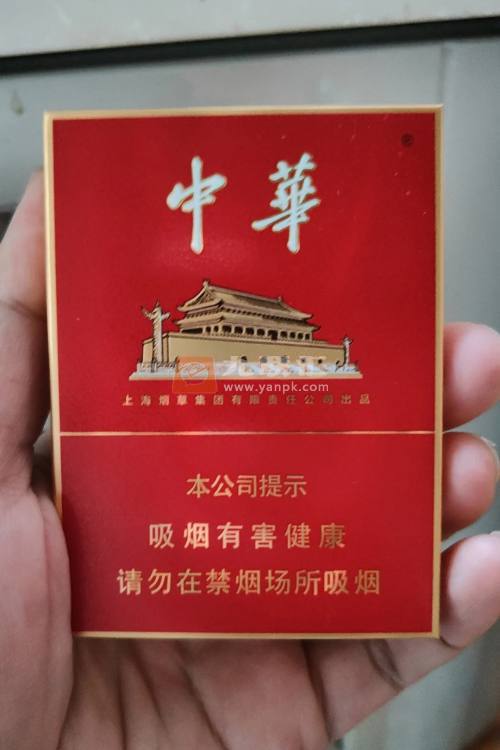 ®
中華
www.yanpk.com
上海烟草集团有限责任公司出品
本公司提示
吸烟有害健康
请勿在禁烟场所吸烟